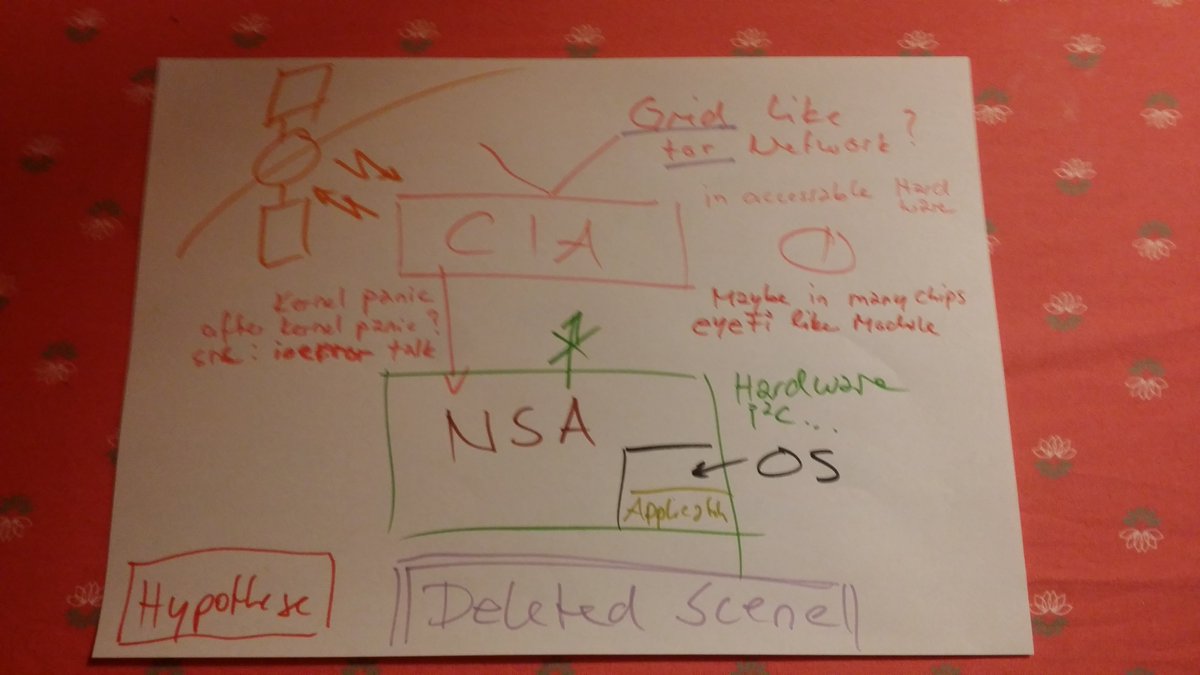 Grid Like
tor Network?
in accessable Hard
ware
CIA
1
Kernel panic
after kernel panic?
src: ioerror talk
Maybe in many chips
eyefi like Module
Hardware
i²c...
NSA
OS
Hypothese
Deleted Scene